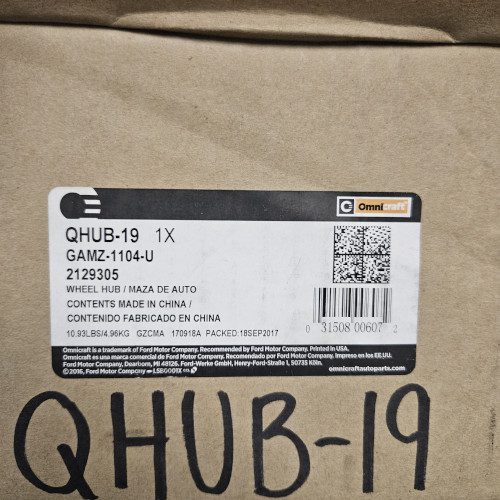 Omnicraft
QHUB-19 1X
GAMZ-1104-U
2129305
WHEEL HUB / MAZA DE AUTO
CONTENTS MADE IN CHINA /
CONTENIDO FABRICADO EN CHINA
10.93LBS/4.96KG GZCMA 170918A PACKED:18SEP2017
0 31508 00607 2
Omnicraft is a trademark of Ford Motor Company. Recommended by Ford Motor Company. Printed in USA.
Omnicraft es una marca comercial de Ford Motor Company. Recomendado por Ford Motor Company. Impreso en los EE.UU.
Ford Motor Company, Dearborn, MI 48126. Ford-Werke GmbH, Henry-Ford-Straße 1, 50735 Köln.
©2016, Ford Motor Company
omnicraftautoparts.com
QHUB-19